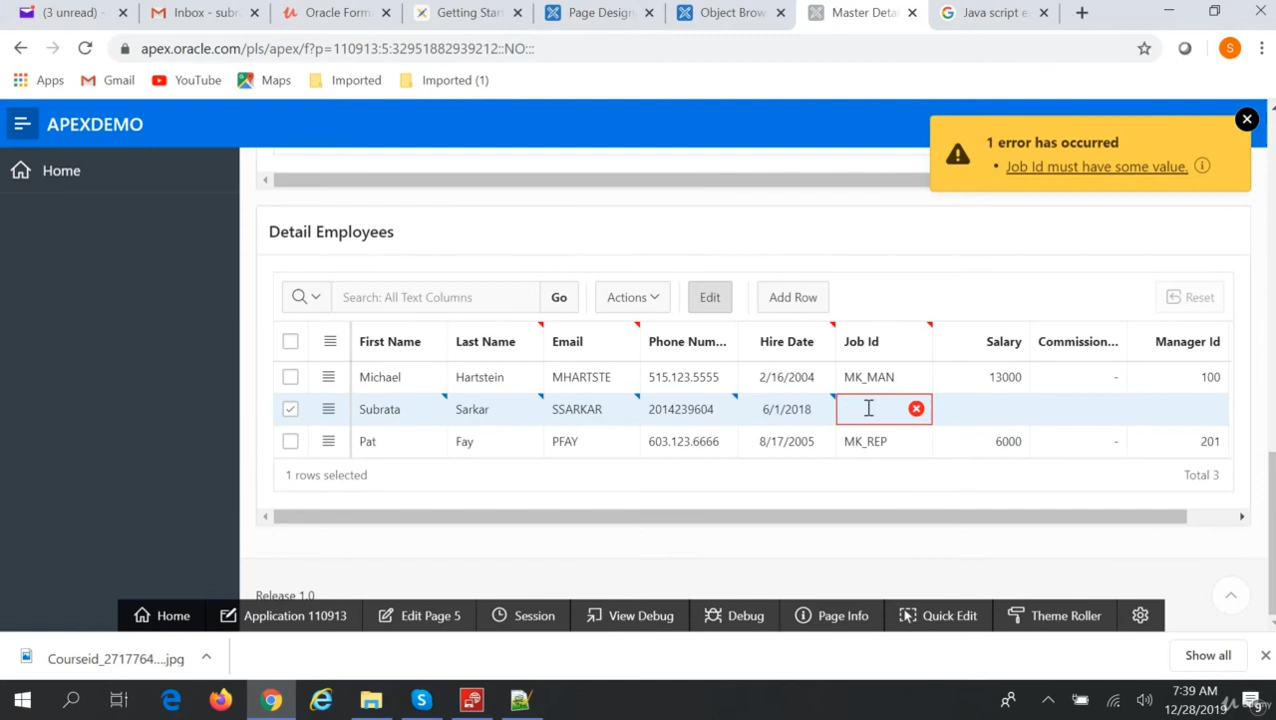 (3 unread) -
Inbox - subra
Oracle Form
Getting Star
Page Design
Object Brow
Master Deta
Java script e
apex.oracle.com/pls/apex/f?p=110913:5:32951882939212::NO:::
S
Apps
Gmail
YouTube
Maps
Imported
Imported (1)
APEXDEMO
1 error has occurred
• Job Id must have some value.
Home
Detail Employees
Search: All Text Columns
Go
Actions
Edit
Add Row
Reset
First Name
Last Name
Email
Phone Num...
Hire Date
Job Id
Salary
Commission...
Manager Id
Michael
Hartstein
MHARTSTE
515.123.5555
2/16/2004
MK_MAN
13000
-
100
Subrata
Sarkar
SSARKAR
2014239604
6/1/2018
Pat
Fay
PFAY
603.123.6666
8/17/2005
MK_REP
6000
-
201
1 rows selected
Total 3
Release 1.0
Home
Application 110913
Edit Page 5
Session
View Debug
Debug
Page Info
Quick Edit
Theme Roller
Courseid_2717764....jpg
Show all
7:39 AM
12/28/2019